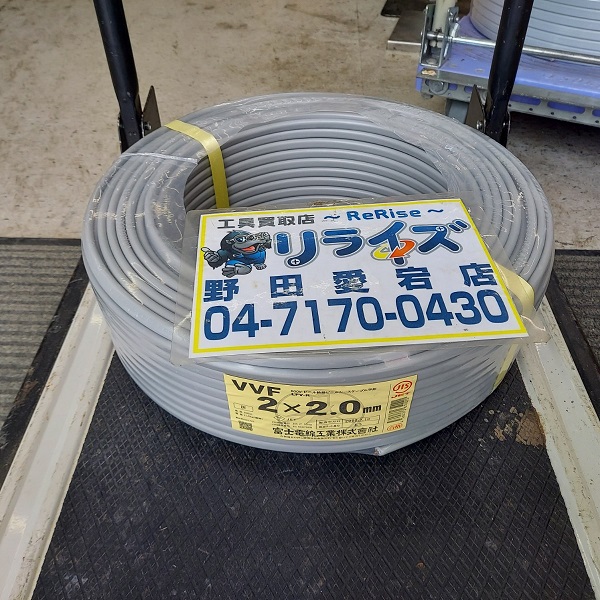 工具買取店 ～ ReRise ～
リライズ
野田愛宕店
04-7170-0430
VVF
2×2.0mm
富士電線工業株式会社
JET